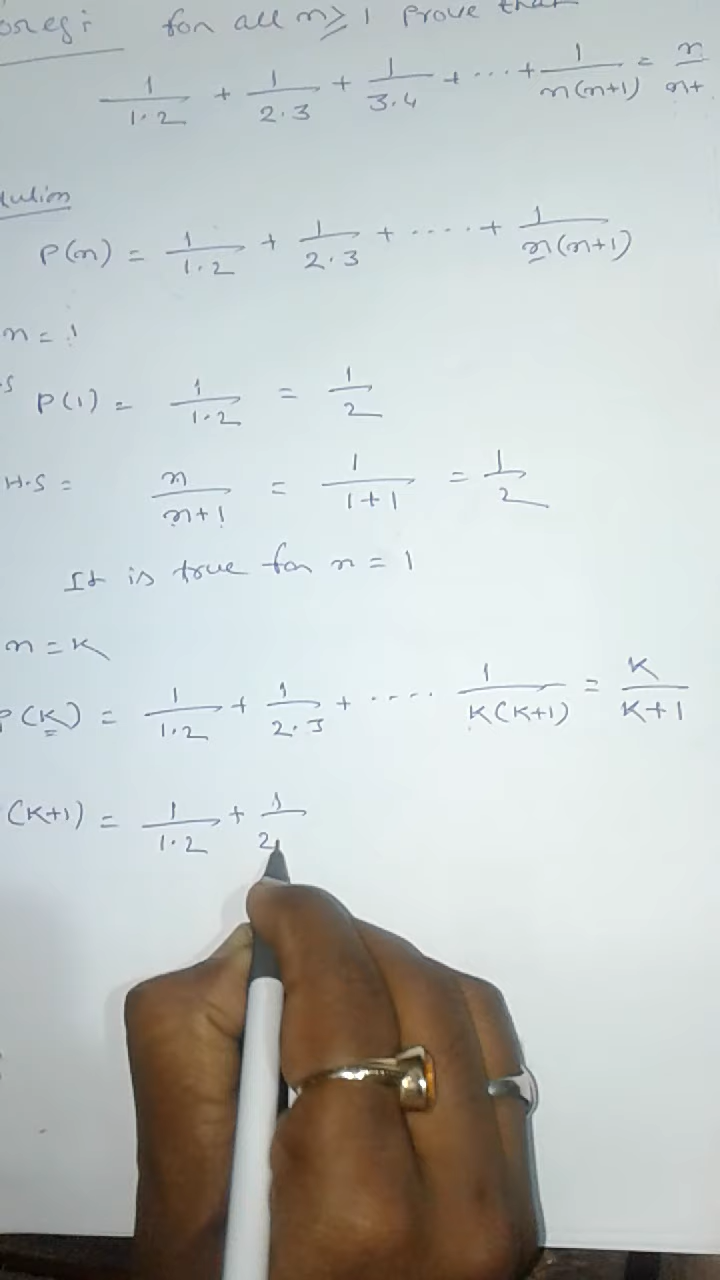 for all n ≥ 1 prove that
1/1.2 + 1/2.3 + 1/3.4 + ... + 1/n(n+1) = n/n+
P(n) = 1/1.2 + 1/2.3 + ..... + 1/n(n+1)
n = 1
P(1) = 1/1.2 = 1/2
H.S = n/n+1 = 1/1+1 = 1/2
It is true for n = 1
n = K
P(K) = 1/1.2 + 1/2.3 + .... 1/K(K+1) = K/K+1
(K+1) = 1/1.2 + 1/2